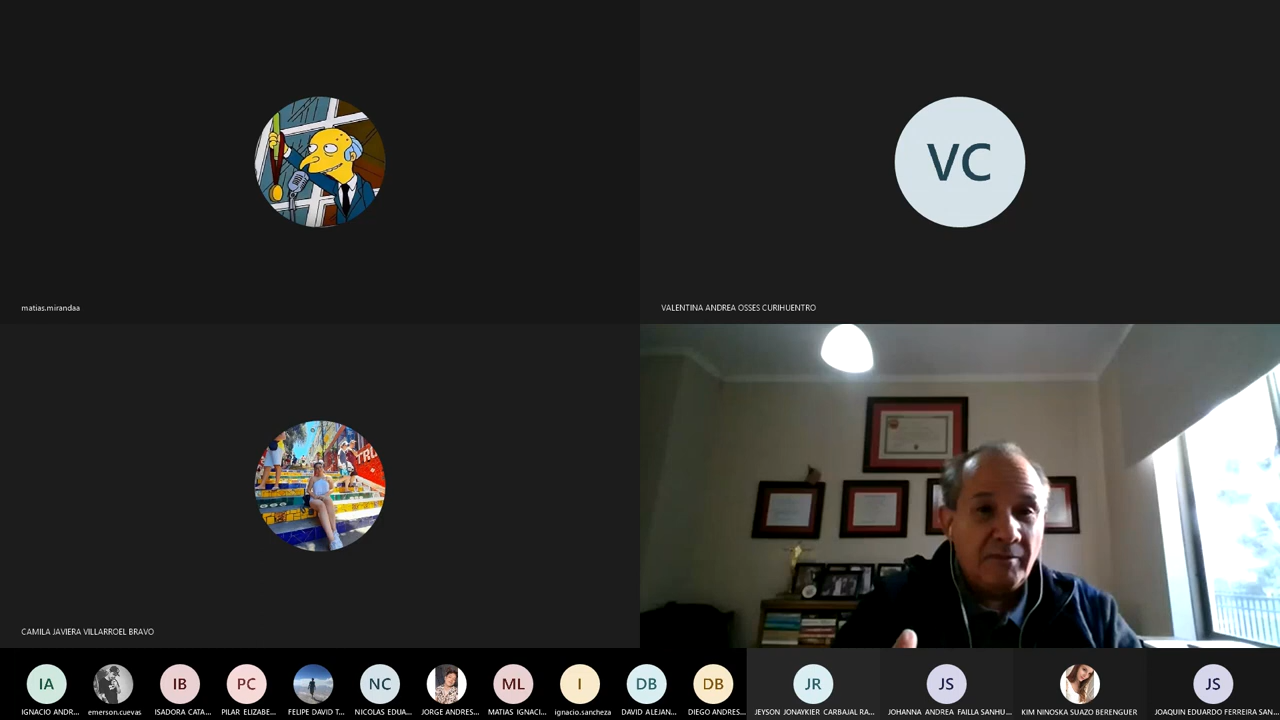 matias.mirandaa
VC
VALENTINA ANDREA OSSES CURIHUENTRO
TRU
CAMILA JAVIERA VILLARROEL BRAVO
IA
IB
PC
NC
ML
I
DB
DB
JR
JS
JS
IGNACIO ANDR...
emerson.cuevas
ISADORA CATA...
PILAR ELIZABE...
FELIPE DAVID T...
NICOLAS EDUA...
JORGE ANDRES...
MATIAS IGNACI...
ignacio.sancheza
DAVID ALEJAN...
DIEGO ANDRES...
JEYSON JONAYKIER CARBAJAL RA...
JOHANNA ANDREA FAILLA SANHU...
KIM NINOSKA SUAZO BERENGUER
JOAQUIN EDUARDO FERREIRA SAN...